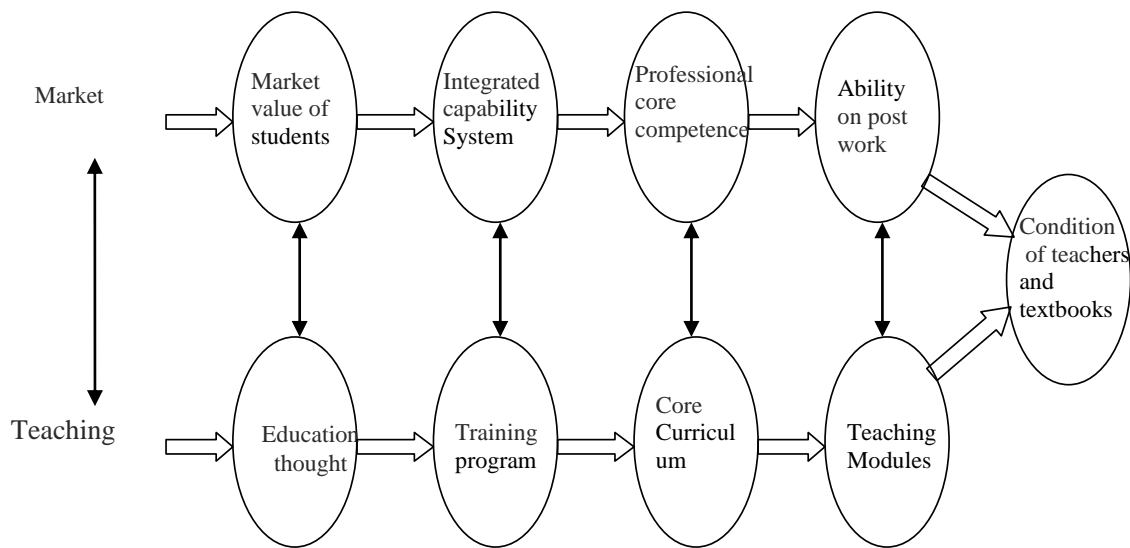 Market
Market
value of
students
Integrated
capability
System
Professional
core
competence
Ability
on post
work
Condition
of teachers
and
textbooks
Teaching
Education
thought
Training
program
Core
Curricul
um
Teaching
Modules